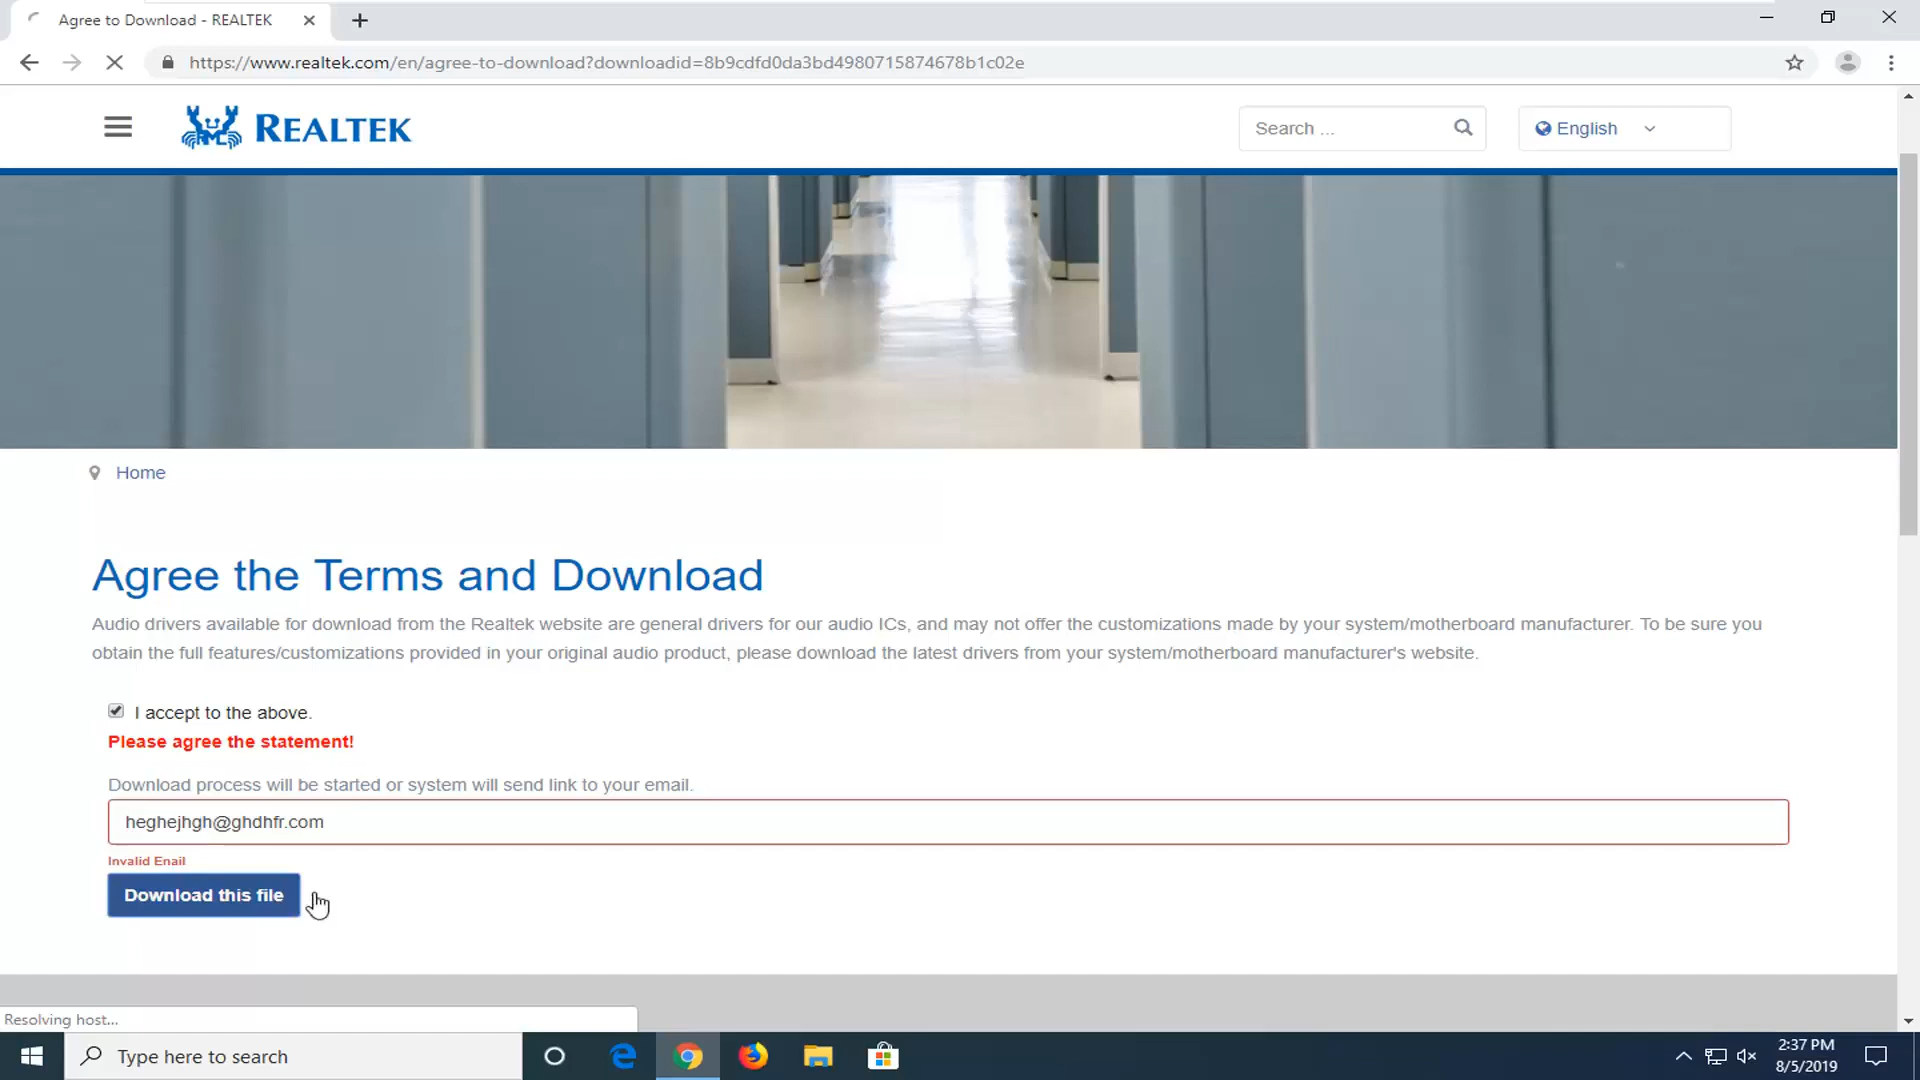 Agree to Download - REALTEK
https://www.realtek.com/en/agree-to-download?downloadid=8b9cdfd0da3bd4980715874678b1c02e
REALTEK
Search ...
English
Home
Agree the Terms and Download
Audio drivers available for download from the Realtek website are general drivers for our audio ICs, and may not offer the customizations made by your system/motherboard manufacturer. To be sure you
obtain the full features/customizations provided in your original audio product, please download the latest drivers from your system/motherboard manufacturer's website.
I accept to the above.
Please agree the statement!
Download process will be started or system will send link to your email.
heghejhgh@ghdhfr.com
Invalid Enail
Download this file
Resolving host...
Type here to search
2:37 PM
8/5/2019